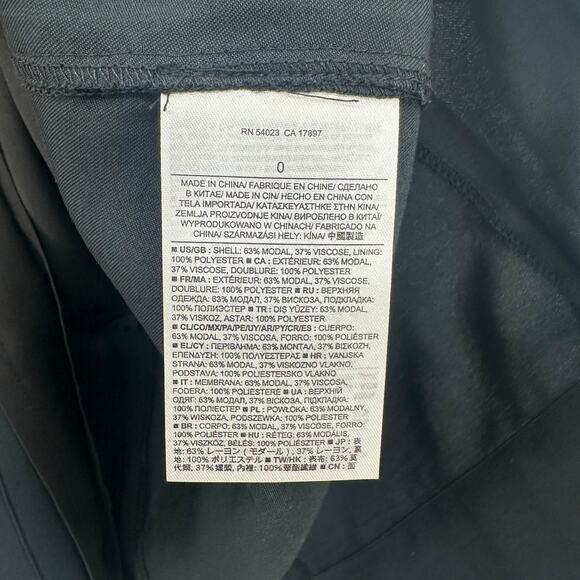 RN 54023 CA 17897
0
MADE IN CHINA/ FABRIQUE EN CHINE/ СДЕЛАНО
В КИТАЕ/ MADE IN CIN/ HECHO EN CHINA CON
TELA IMPORTADA/ ΚΑΤΑΣΚΕΥΑΣΤΗΚΕ ΣΤΗΝ ΚΙΝΑ/
ZEMLJA PROIZVODNJE KINA/ ВИРОБЛЕНО В КИТАЇ/
WYPRODUKOWANO W CHINACH/ FABRICADO NA
CHINA/ SZÁRMAZÁSI HELY: KÍNA/ 中國製造
■ US/GB : SHELL: 63% MODAL, 37% VISCOSE, LINING:
100% POLYESTER ■ CA : EXTÉRIEUR: 63% MODAL,
37% VISCOSE, DOUBLURE: 100% POLYESTER
■ FR/MA : EXTÉRIEUR: 63% MODAL, 37% VISCOSE,
DOUBLURE: 100% POLYESTER ■ RU : ВЕРХНЯЯ
ОДЕЖДА: 63% МОДАЛ, 37% ВИСКОЗА, ПОДКЛАДКА:
100% ПОЛИЭСТЕР ■ TR : DIŞ YÜZEY: 63% MODAL,
37% VISKOZ, ASTAR: 100% POLYESTER
■ CL/CO/MX/PA/PE/UY/AR/PY/CR/ES : CUERPO:
63% MODAL, 37% VISCOSA, FORRO: 100% POLIÉSTER
■ EL/CY : ΠΕΡΙΒΛΗΜΑ: 63% ΜΟΝΤΑΛ, 37% ΒΙΣΚΟΖΗ,
ΕΠΕΝΔΥΣΗ: 100% ΠΟΛΥΕΣΤΕΡΑΣ ■ HR : VANJSKA
STRANA: 63% MODAL, 37% VISKOZNO VLAKNO,
PODSTAVA: 100% POLIESTERSKO VLAKNO
■ IT : MEMBRANA: 63% MODAL, 37% VISCOSA,
FODERA: 100% POLIESTERE ■ UA : ВЕРХНІЙ
ОДЯГ: 63% МОДАЛ, 37% ВІСКОЗА, ПІДКЛАДКА:
100% ПОЛІЕСТЕР ■ PL : POWŁOKA: 63% MODALNY,
37% WISKOZA, PODSZEWKA: 100% POLIESTER
■ BR : CORPO: 63% MODAL, 37% VISCOSE, FORRO:
100% POLIÉSTER ■ HU : RÉTEG: 63% MODÁLIS,
37% VISZKÓZ, BÉLÉS: 100% POLIÉSZTER ■ JP : 表
地: 63% レーヨン ( モダール ), 37% レーヨン, 裏
地: 100% ポリエステル ■ TW/HK : 表布: 63% 莫
代爾, 37% 嫘縈, 內裡: 100% 聚酯纖維 ■ CN : 面